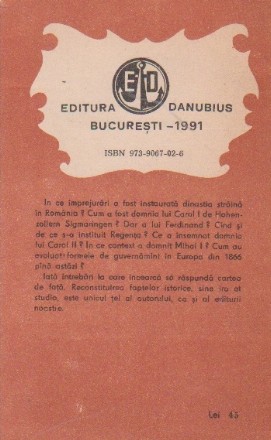 E D
EDITURA DANUBIUS
BUCUREȘTI - 1991
ISBN 973-9067-02-6
În ce împrejurări a fost instaurată dinastia străină
în România ? Cum a fost domnia lui Carol I de Hohen-
zollern Sigmaringen ? Dar a lui Ferdinand ? Cînd și
de ce s-a instituit Regența ? Ce a însemnat domnia
lui Carol II ? În ce context a domnit Mihai I ? Cum au
evoluat formele de guvernămînt în Europa din 1866
pînă astăzi ?
Iată întrebări la care încearcă să răspundă cartea
de față. Reconstituirea faptelor istorice, sine ira et
studio, este unicul țel al autorului, ca și al editurii
noastre.
Lei 45